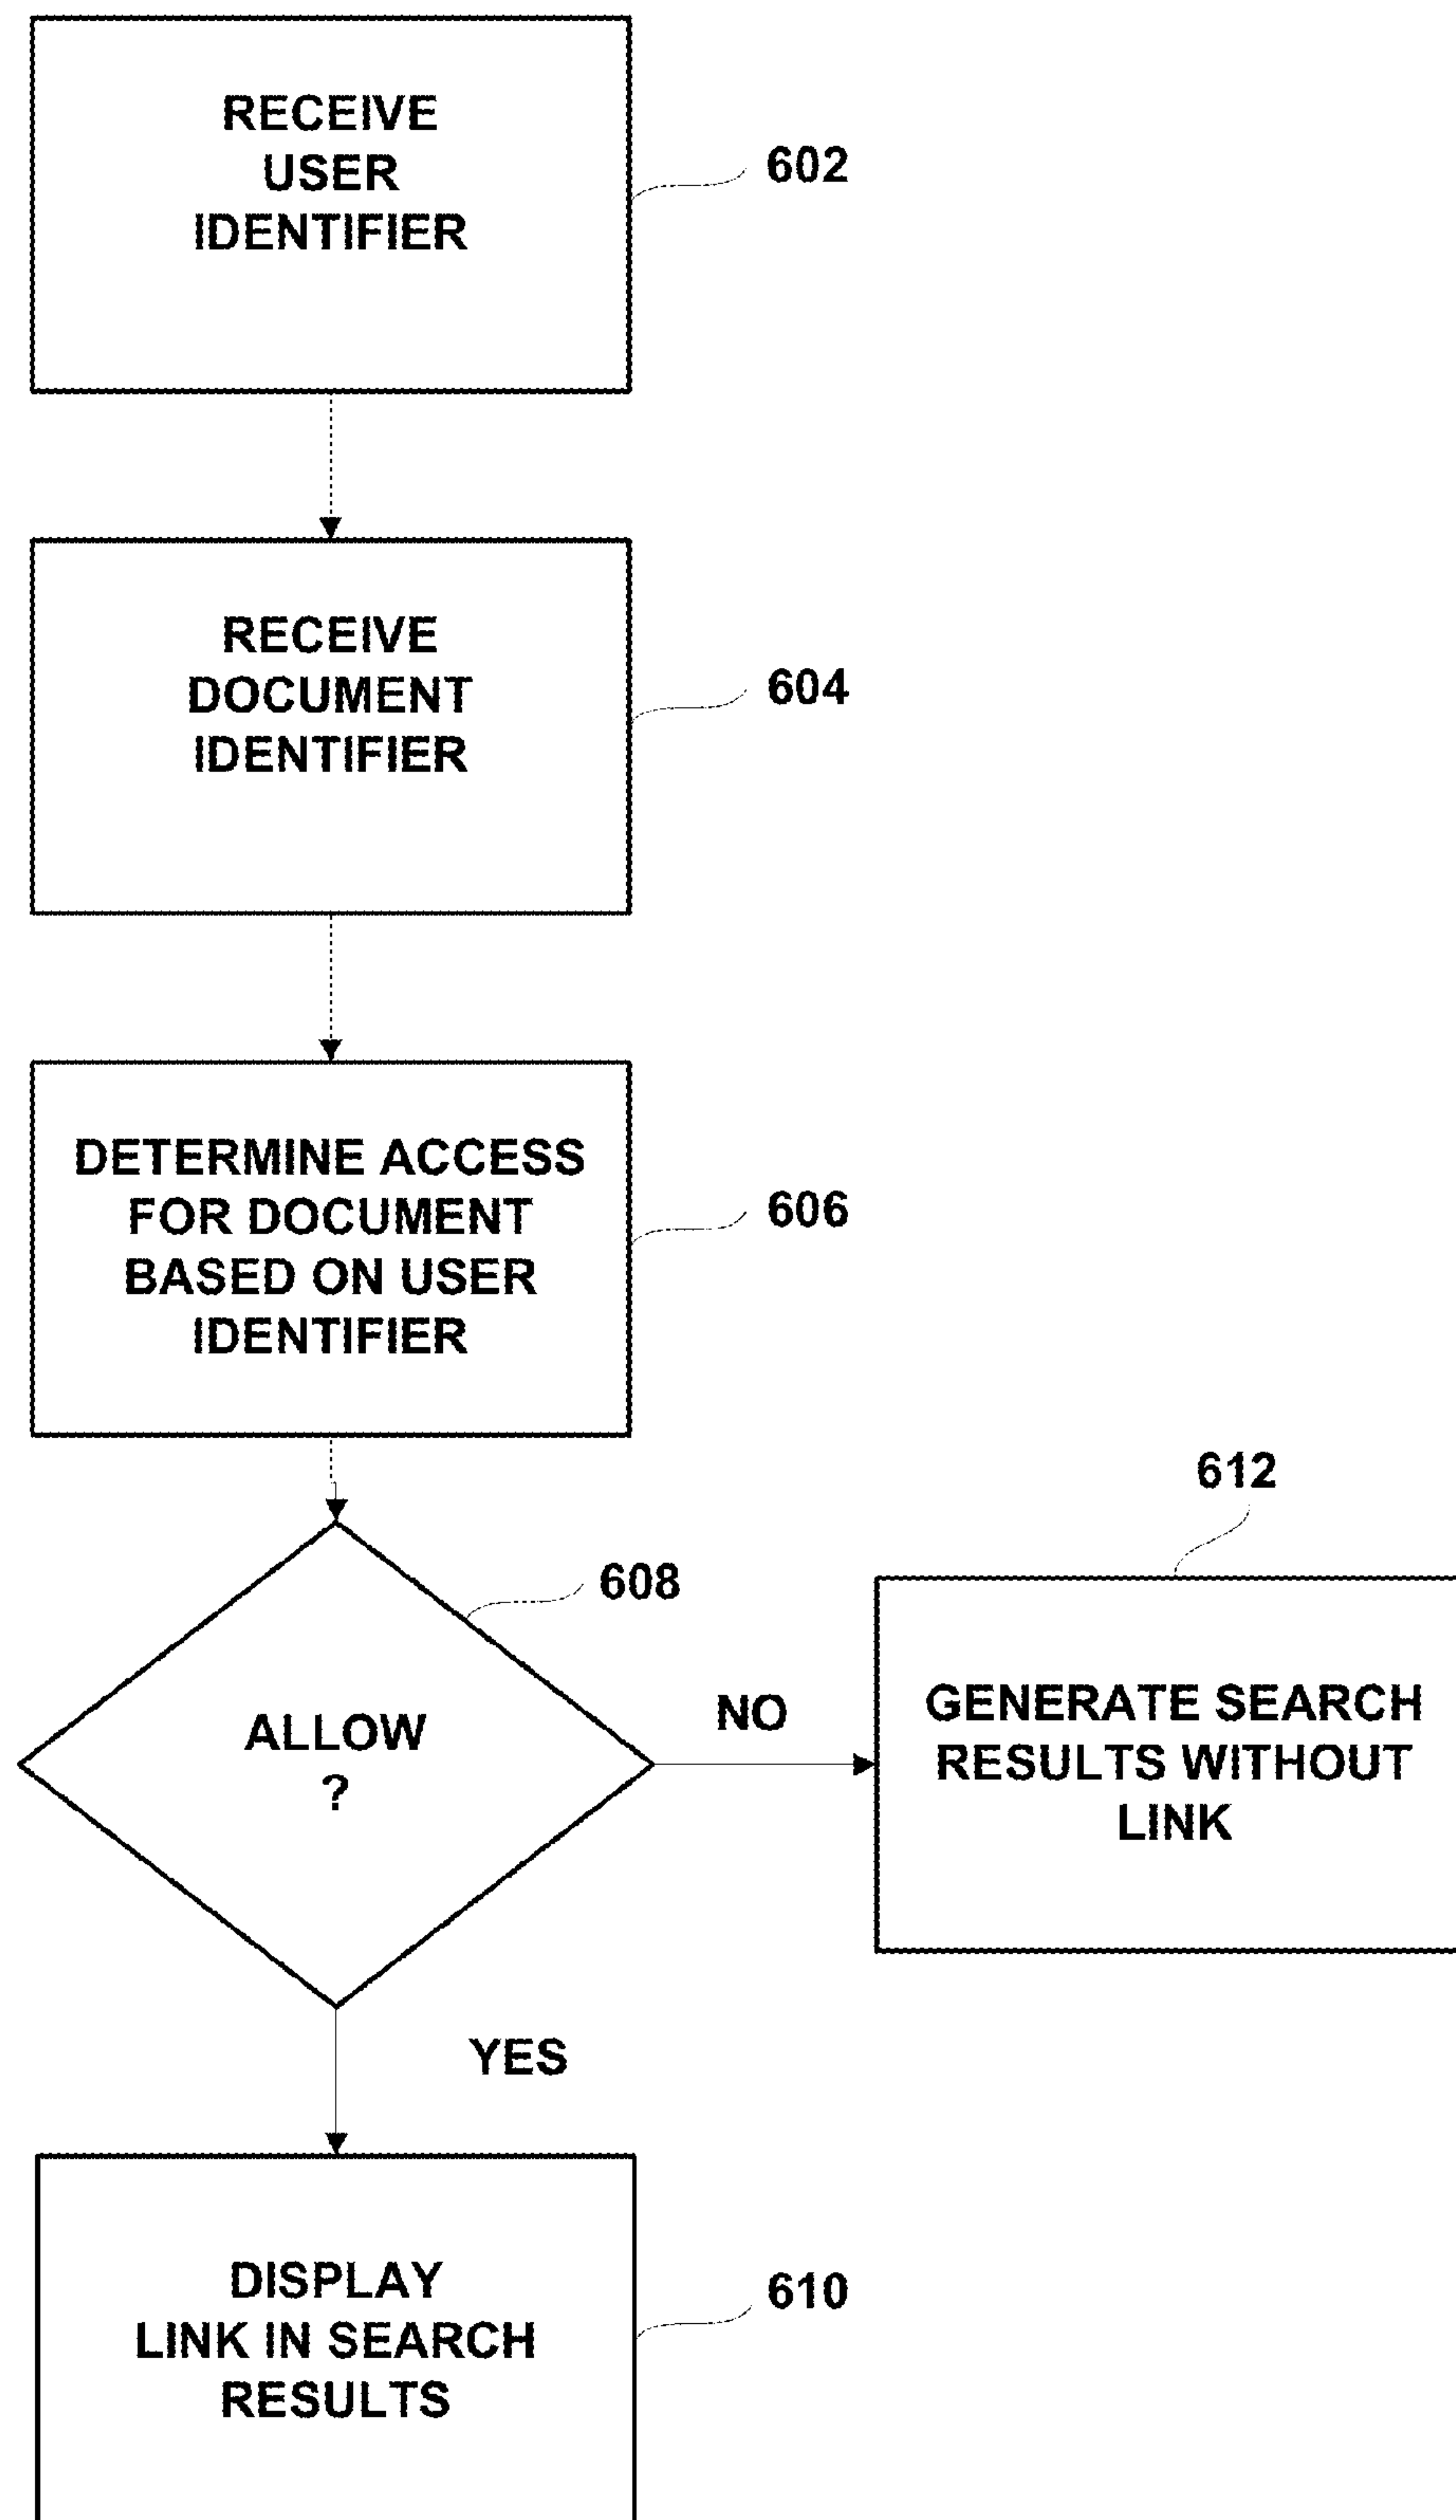 RECEIVE
USER
IDENTIFIER
602
RECEIVE
DOCUMENT
IDENTIFIER
604
DETERMINE ACCESS
FOR DOCUMENT
BASED ON USER
IDENTIFIER
606
612
608
ALLOW
?
NO
GENERATE SEARCH
RESULTS WITHOUT
LINK
YES
DISPLAY
LINK IN SEARCH
RESULTS
610